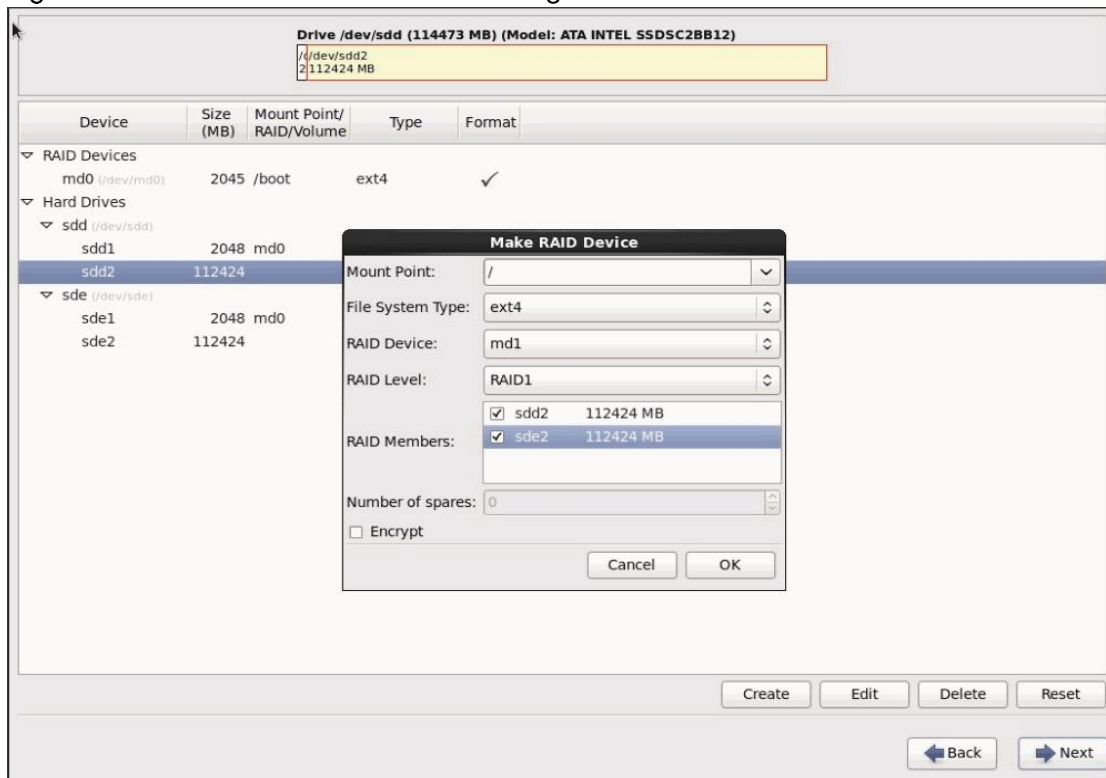 Drive /dev/sdd (114473 MB) (Model: ATA INTEL SSDSC2BB12)
/dev/sdd2
2 112424 MB
Device Size (MB) Mount Point/ RAID/Volume Type Format
RAID Devices
md0 (/dev/md0) 2045 /boot ext4
Hard Drives
sdd (/dev/sdd)
sdd1 2048 md0
sdd2 112424
sde (/dev/sde)
sde1 2048 md0
sde2 112424
Make RAID Device
Mount Point: /
File System Type: ext4
RAID Device: md1
RAID Level: RAID1
RAID Members:
sdd2 112424 MB
sde2 112424 MB
Number of spares: 0
Encrypt
Cancel OK
Create Edit Delete Reset
Back Next